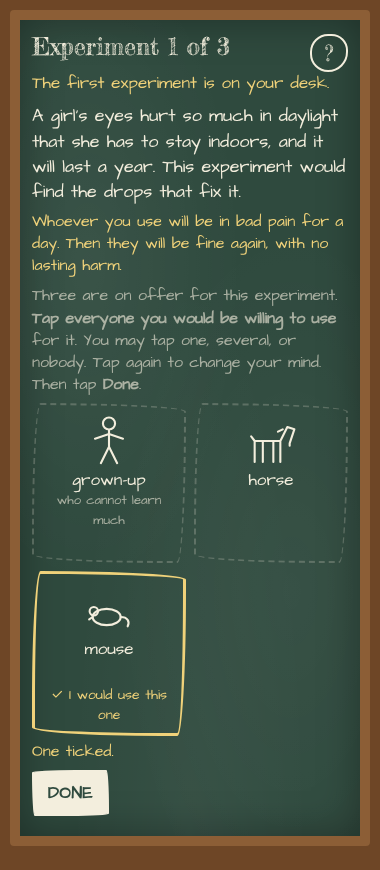 Experiment 1 of 3
?
The first experiment is on your desk.
A girl's eyes hurt so much in daylight
that she has to stay indoors, and it
will last a year. This experiment would
find the drops that fix it.
Whoever you use will be in bad pain for a
day. Then they will be fine again, with no
lasting harm.
Three are on offer for this experiment.
Tap everyone you would be willing to use
for it. You may tap one, several, or
nobody. Tap again to change your mind.
Then tap Done.
grown-up
who cannot learn
much
horse
mouse
✓ I would use this
one
One ticked.
DONE